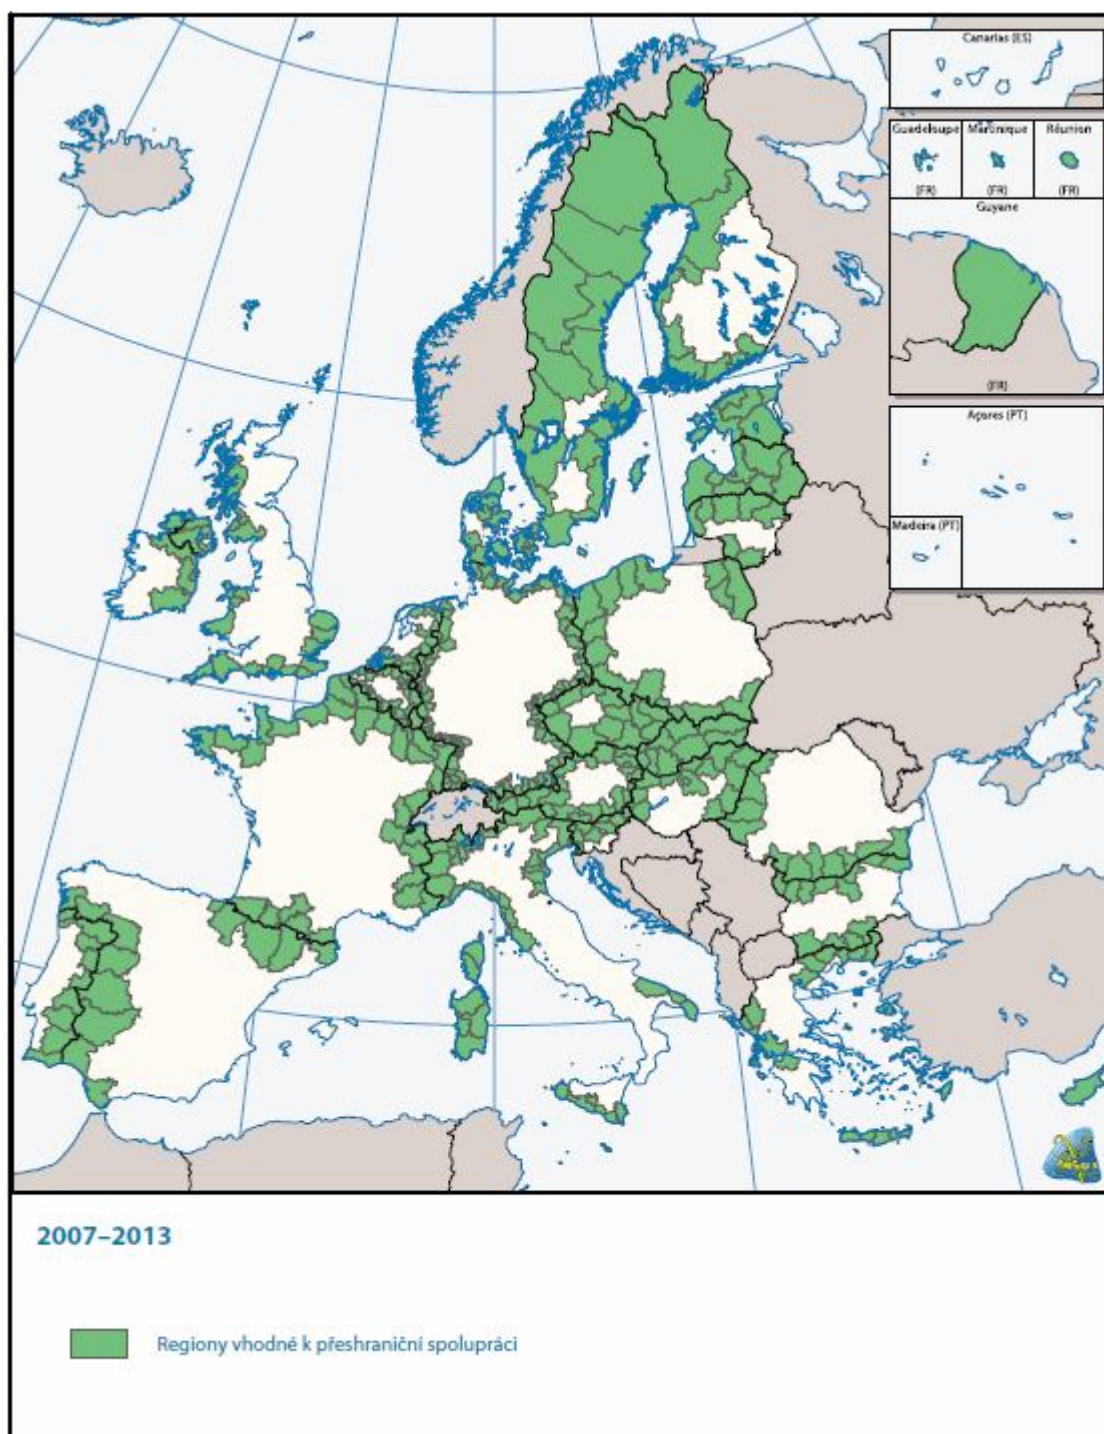 Canarias (ES)
Guadeloupe
Martinique
Réunion
(FR)
(FR)
(FR)
Guyane
(FR)
Açores (PT)
Madeira (PT)
2007–2013
Regiony vhodné k přeshraniční spolupráci